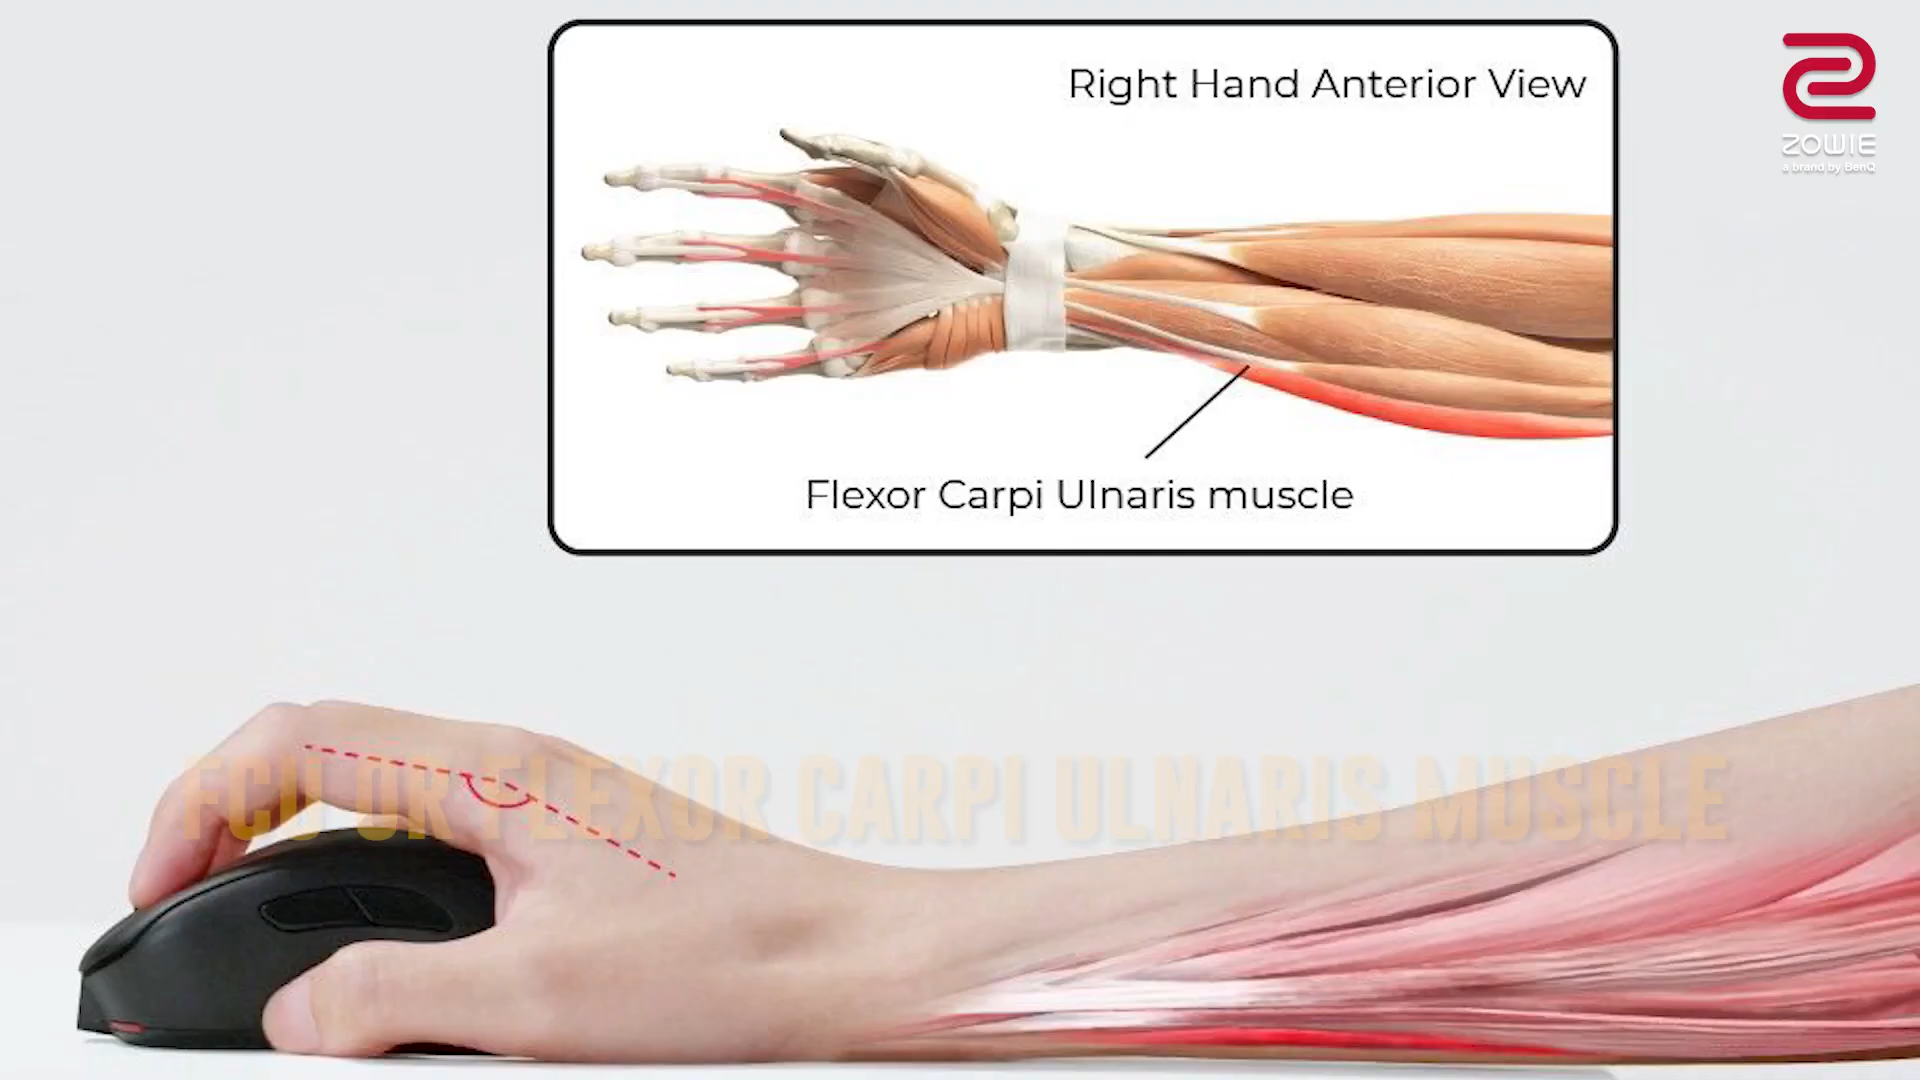 Right Hand Anterior View
ZOWIE
a brand by BenQ
Flexor Carpi Ulnaris muscle
FCU OR FLEXOR CARPI ULNARIS MUSCLE